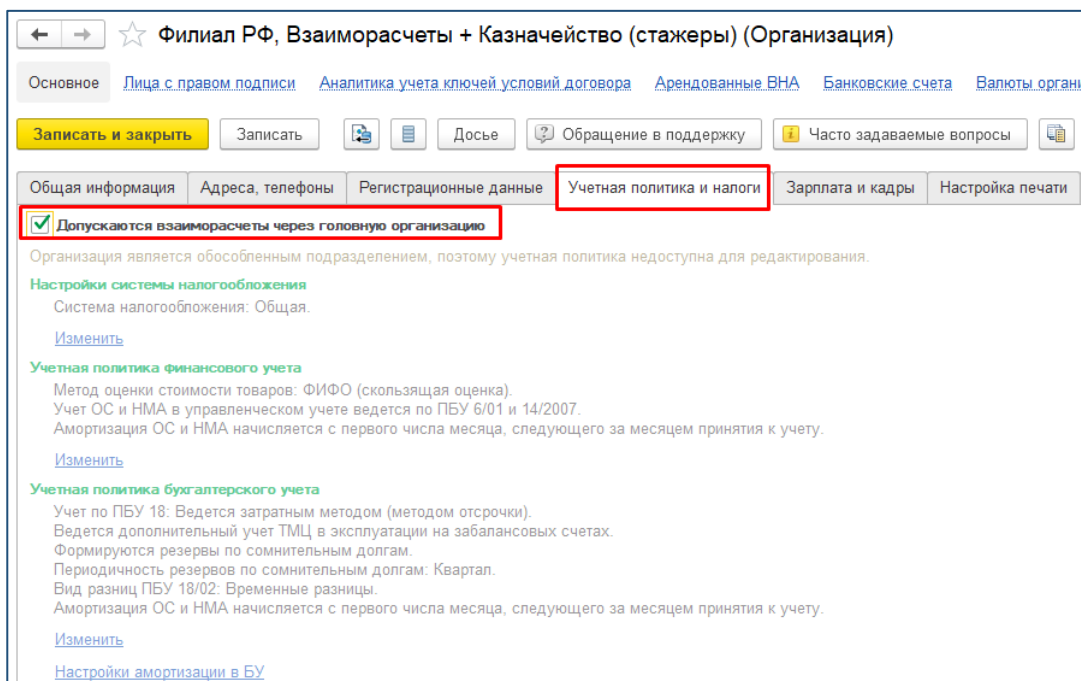 Филиал РФ, Взаиморасчеты + Казначейство (стажеры) (Организация)
Основное Лица с правом подписи Аналитика учета ключей условий договора Арендованные ВНА Банковские счета Валюты органи
Записать и закрыть Записать Досье Обращение в поддержку Часто задаваемые вопросы
Общая информация Адреса, телефоны Регистрационные данные Учетная политика и налоги Зарплата и кадры Настройка печати
Допускаются взаиморасчеты через головную организацию
Организация является обособленным подразделением, поэтому учетная политика недоступна для редактирования.
Настройки системы налогообложения
Система налогообложения: Общая.
Изменить
Учетная политика финансового учета
Метод оценки стоимости товаров: ФИФО (скользящая оценка).
Учет ОС и НМА в управленческом учете ведется по ПБУ 6/01 и 14/2007.
Амортизация ОС и НМА начисляется с первого числа месяца, следующего за месяцем принятия к учету.
Изменить
Учетная политика бухгалтерского учета
Учет по ПБУ 18: Ведется затратным методом (методом отсрочки).
Ведется дополнительный учет ТМЦ в эксплуатации на забалансовых счетах.
Формируются резервы по сомнительным долгам.
Периодичность резервов по сомнительным долгам: Квартал.
Вид разниц ПБУ 18/02: Временные разницы.
Амортизация ОС и НМА начисляется с первого числа месяца, следующего за месяцем принятия к учету.
Изменить
Настройки амортизации в БУ